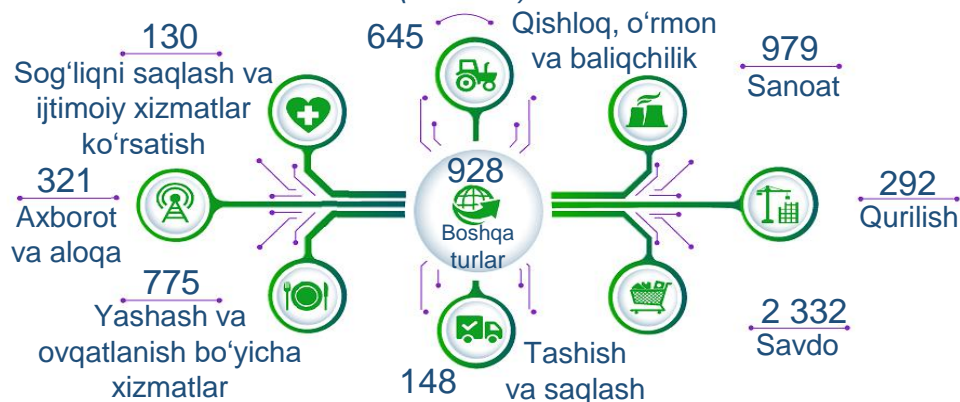 130
Sog‘liqni saqlash va
ijtimoiy xizmatlar
ko‘rsatish
645
Qishloq, o‘rmon
va baliqchilik
979
Sanoat
321
Axborot
va aloqa
928
Boshqa
turlar
292
Qurilish
775
Yashash va
ovqatlanish bo‘yicha
xizmatlar
148
Tashish
va saqlash
2 332
Savdo